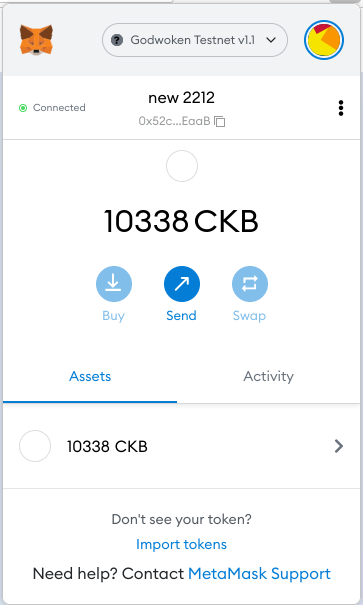 Godwoken Testnet v1.1
Connected
new 2212
0x52c...EaaB
10338 CKB
Buy
Send
Swap
Assets
Activity
10338 CKB
Don't see your token?
Import tokens
Need help? Contact MetaMask Support